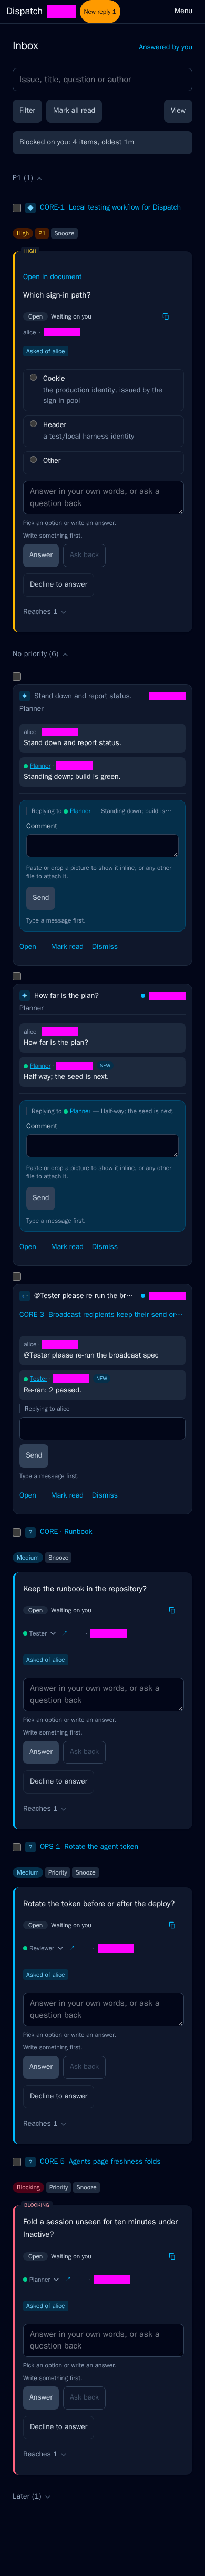 Dispatch
New reply 1
Menu
Inbox
Answered by you
Issue, title, question or author
Filter
Mark all read
View
Blocked on you: 4 items, oldest 1m
P1 (1)
CORE-1 Local testing workflow for Dispatch
High P1 Snooze
HIGH
Open in document
Which sign-in path?
Open Waiting on you
alice ·
Asked of alice
Cookie
the production identity, issued by the
sign-in pool
Header
a test/local harness identity
Other
Answer in your own words, or ask a
question back
Pick an option or write an answer.
Write something first.
Answer Ask back
Decline to answer
Reaches 1
No priority (6)
Stand down and report status.
Planner
alice ·
Stand down and report status.
Planner ·
Standing down; build is green.
Replying to Planner — Standing down; build is…
Comment
Paste or drop a picture to show it inline, or any other
file to attach it.
Send
Type a message first.
Open Mark read Dismiss
How far is the plan?
Planner
alice ·
How far is the plan?
Planner · NEW
Half-way; the seed is next.
Replying to Planner — Half-way; the seed is next.
Comment
Paste or drop a picture to show it inline, or any other
file to attach it.
Send
Type a message first.
Open Mark read Dismiss
@Tester please re-run the br…
CORE-3 Broadcast recipients keep their send or…
alice ·
@Tester please re-run the broadcast spec
Tester · NEW
Re-ran: 2 passed.
Replying to alice
Send
Type a message first.
Open Mark read Dismiss
? CORE · Runbook
Medium Snooze
Keep the runbook in the repository?
Open Waiting on you
Tester
Asked of alice
Answer in your own words, or ask a
question back
Pick an option or write an answer.
Write something first.
Answer Ask back
Decline to answer
Reaches 1
? OPS-1 Rotate the agent token
Medium Priority Snooze
Rotate the token before or after the deploy?
Open Waiting on you
Reviewer
Asked of alice
Answer in your own words, or ask a
question back
Pick an option or write an answer.
Write something first.
Answer Ask back
Decline to answer
Reaches 1
? CORE-5 Agents page freshness folds
Blocking Priority Snooze
BLOCKING
Fold a session unseen for ten minutes under
Inactive?
Open Waiting on you
Planner
Asked of alice
Answer in your own words, or ask a
question back
Pick an option or write an answer.
Write something first.
Answer Ask back
Decline to answer
Reaches 1
Later (1)